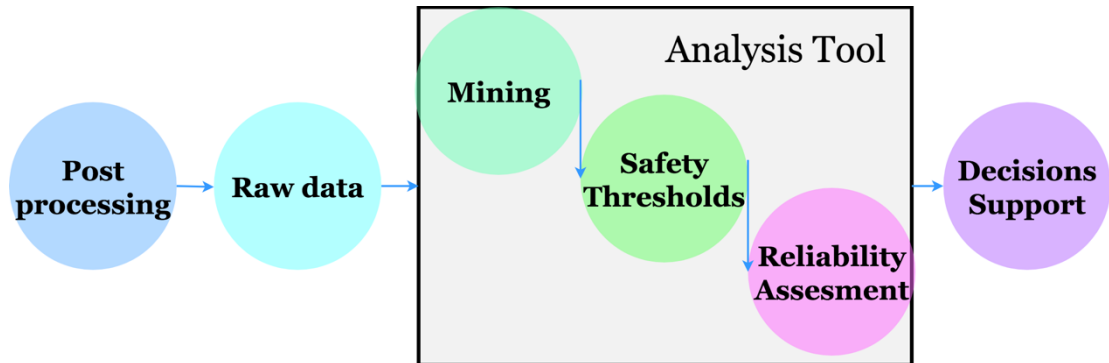 Post
processing
Raw data
Analysis Tool
Mining
Safety
Thresholds
Reliability
Assesment
Decisions
Support